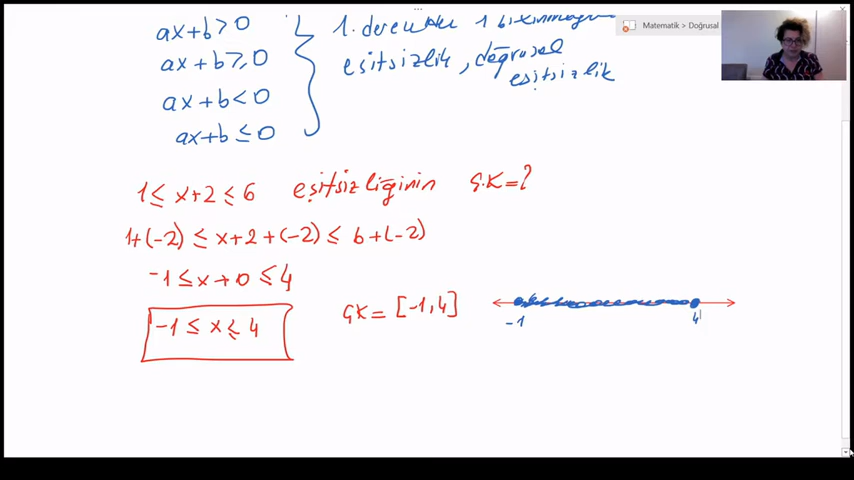 ax+b>0
ax+b≥0
ax+b<0
ax+b≤0
1. dereceden 1 bilinmeyenli
eşitsizlik, doğrusal
eşitsizlik
Matematik > Doğrusal
1 ≤ x+2 ≤ 6 eşitsizliğinin Ç.K=?
1+(-2) ≤ x+2+(-2) ≤ 6+(-2)
-1 ≤ x+0 ≤ 4
-1 ≤ x ≤ 4
ÇK= [-1,4]
-1 4